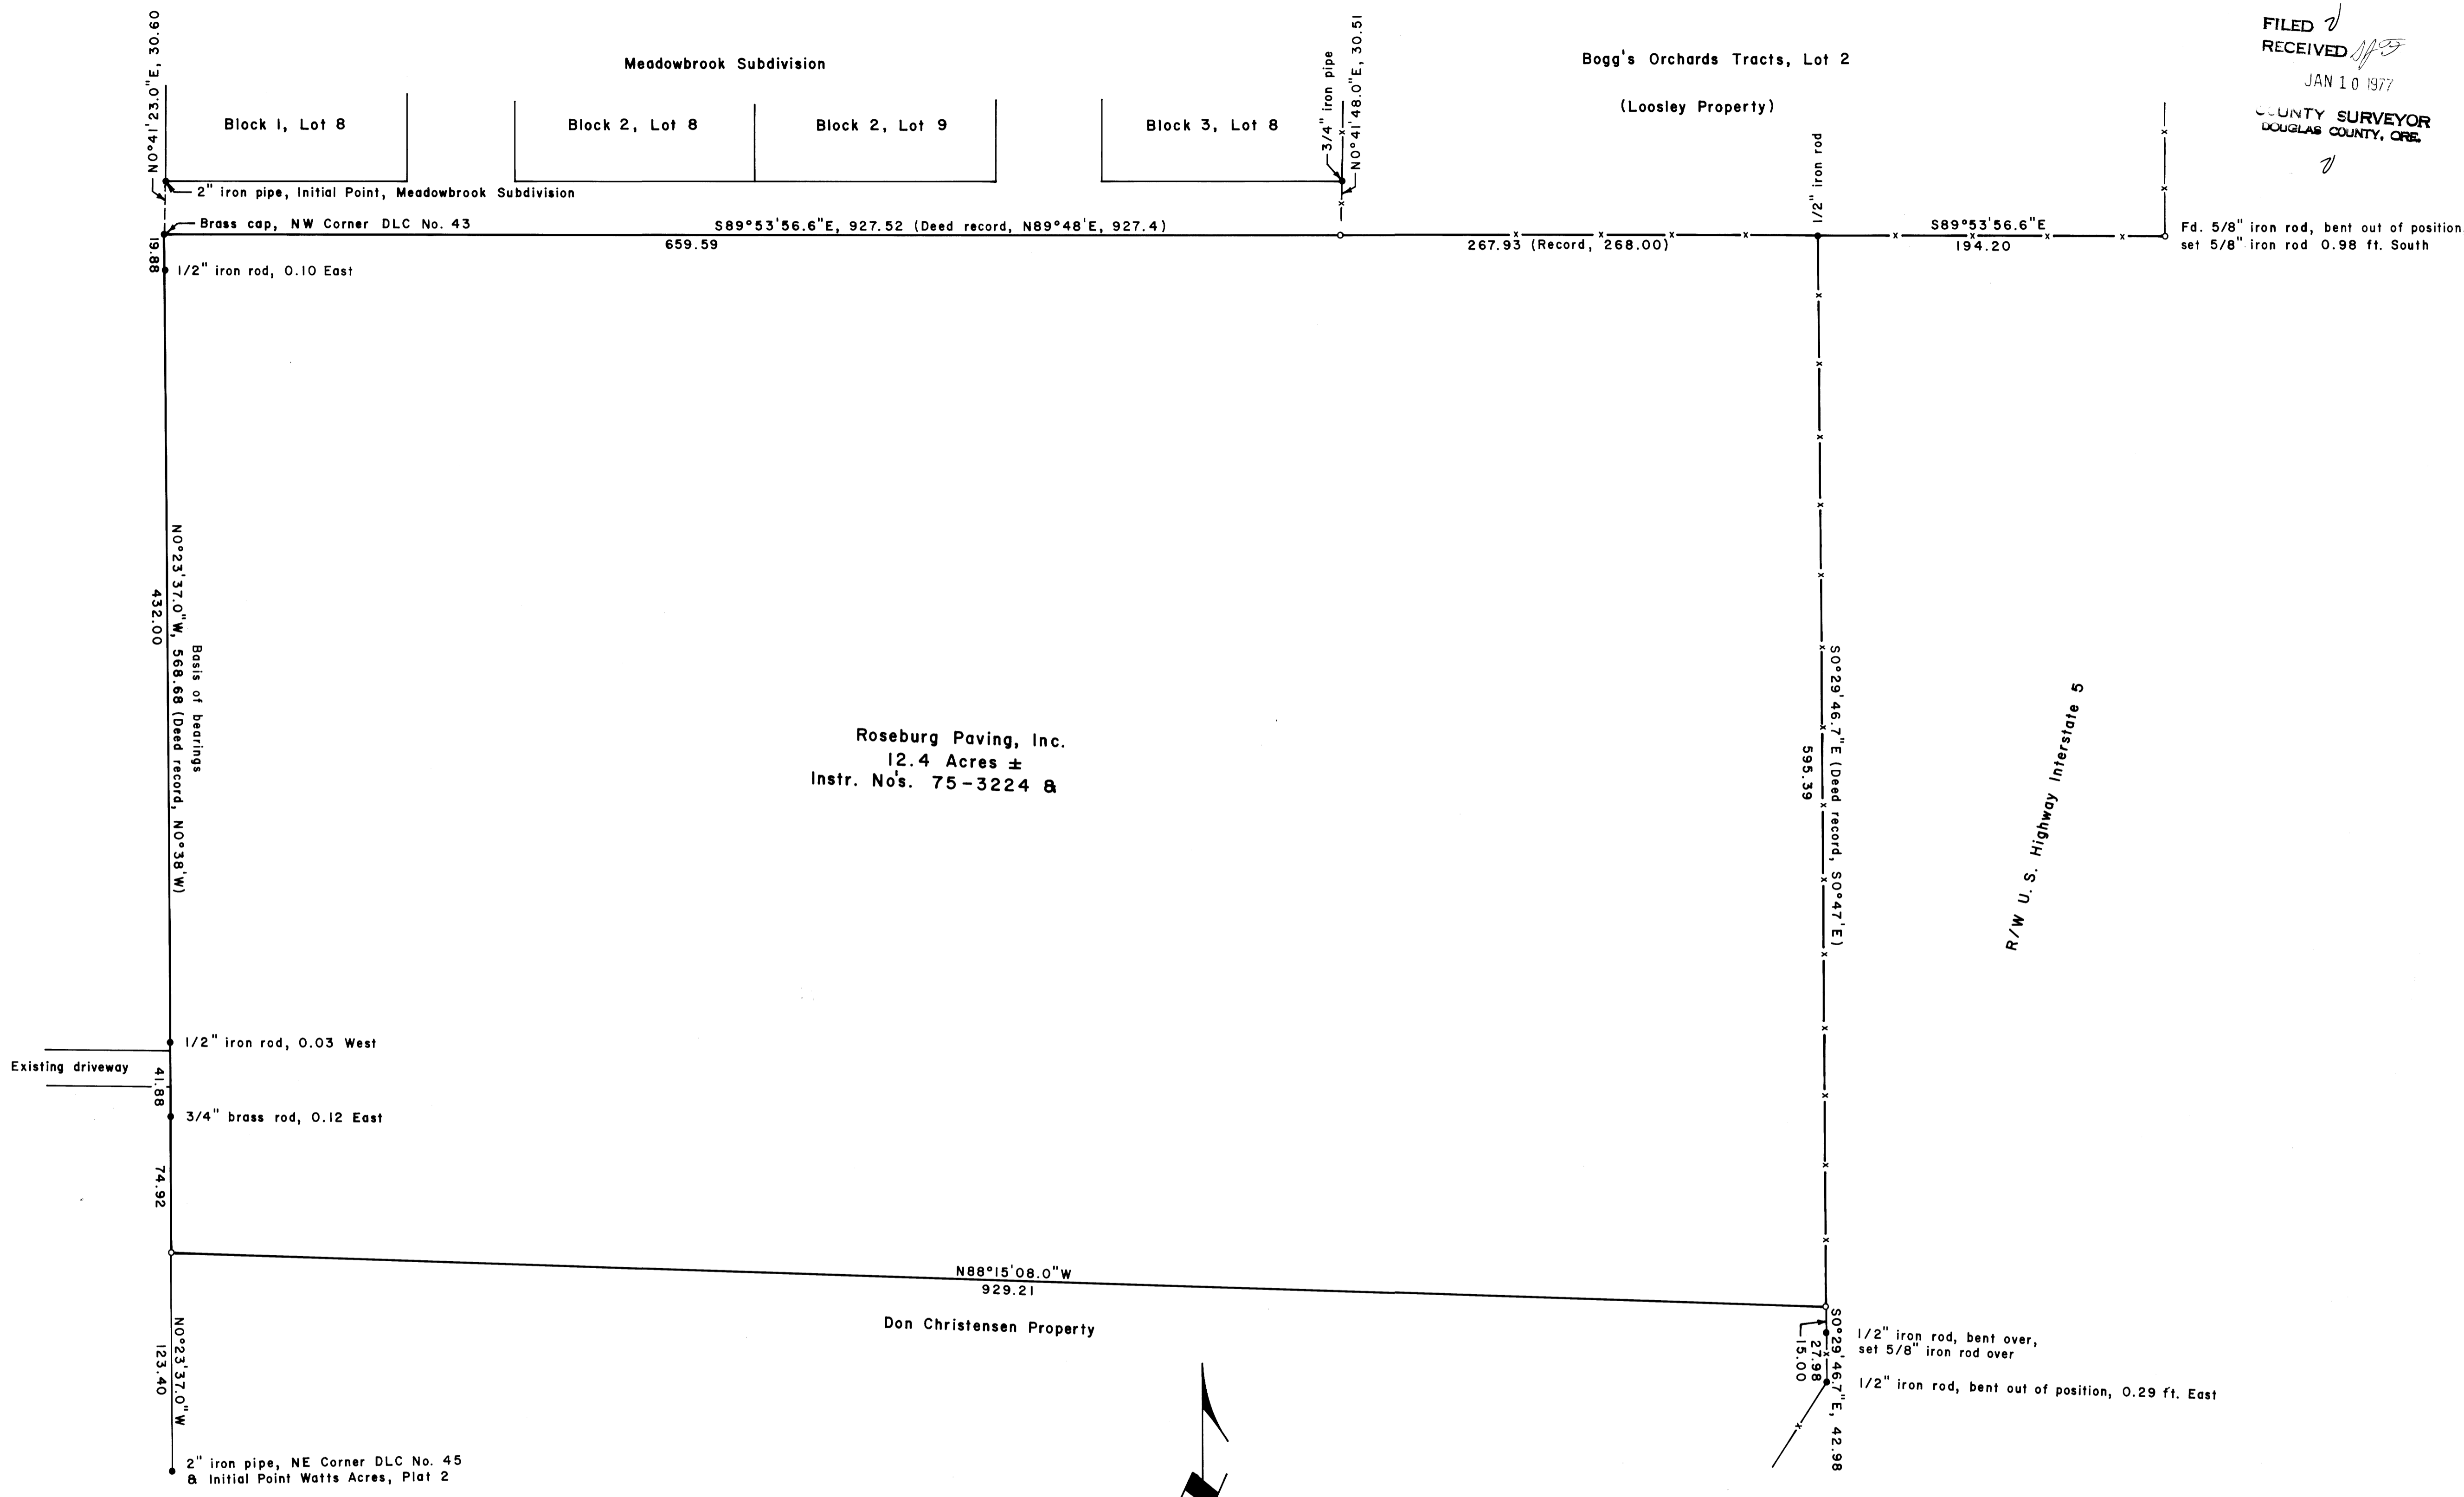 FILED
RECEIVED
JAN 10 1977
COUNTY SURVEYOR
DOUGLAS COUNTY, ORE.
Meadowbrook Subdivision
Bogg's Orchards Tracts, Lot 2
(Loosley Property)
N0°41'23.0"E, 30.60
Block 1, Lot 8
Block 2, Lot 8
Block 2, Lot 9
Block 3, Lot 8
3/4" iron pipe
N0°41'48.0"E, 30.51
1/2" iron rod
2" iron pipe, Initial Point, Meadowbrook Subdivision
Brass cap, NW Corner DLC No. 43
S89°53'56.6"E, 927.52 (Deed record, N89°48'E, 927.4)
659.59
267.93 (Record, 268.00)
S89°53'56.6"E
194.20
Fd. 5/8" iron rod, bent out of position
set 5/8" iron rod 0.98 ft. South
19.88
1/2" iron rod, 0.10 East
N0°23'37.0"W, 568.68 (Deed record, N0°38'W)
432.00
Basis of bearings
Roseburg Paving, Inc.
12.4 Acres ±
Instr. No's. 75-3224 &
S0°29'46.7"E (Deed record, S0°47'E)
595.39
R/W U.S. Highway Interstate 5
1/2" iron rod, 0.03 West
Existing driveway
41.88
3/4" brass rod, 0.12 East
74.92
N88°15'08.0"W
929.21
Don Christensen Property
N0°23'37.0"W
123.40
2" iron pipe, NE Corner DLC No. 45
& Initial Point Watts Acres, Plat 2
15.00
27.98
S0°29'46.7"E, 42.98
1/2" iron rod, bent over,
set 5/8" iron rod over
1/2" iron rod, bent out of position, 0.29 ft. East